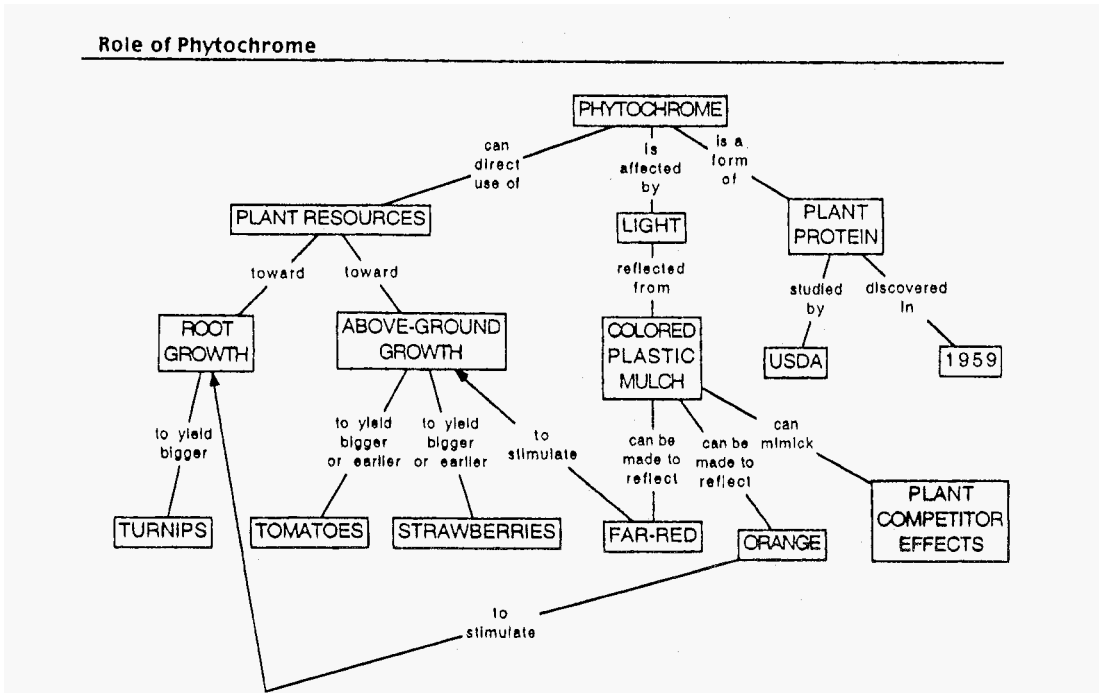 Role of Phytochrome
PHYTOCHROME
can
direct
use of
is
affected
by
is a
form
of
PLANT RESOURCES
LIGHT
PLANT
PROTEIN
toward
toward
reflected
from
studied
by
discovered
in
ROOT
GROWTH
ABOVE-GROUND
GROWTH
COLORED
PLASTIC
MULCH
USDA
1959
to yield
bigger
to yield
bigger
or earlier
to yield
bigger
or earlier
to
stimulate
can be
made to
reflect
can be
made to
reflect
can
mimick
TURNIPS
TOMATOES
STRAWBERRIES
FAR-RED
ORANGE
PLANT
COMPETITOR
EFFECTS
to
stimulate